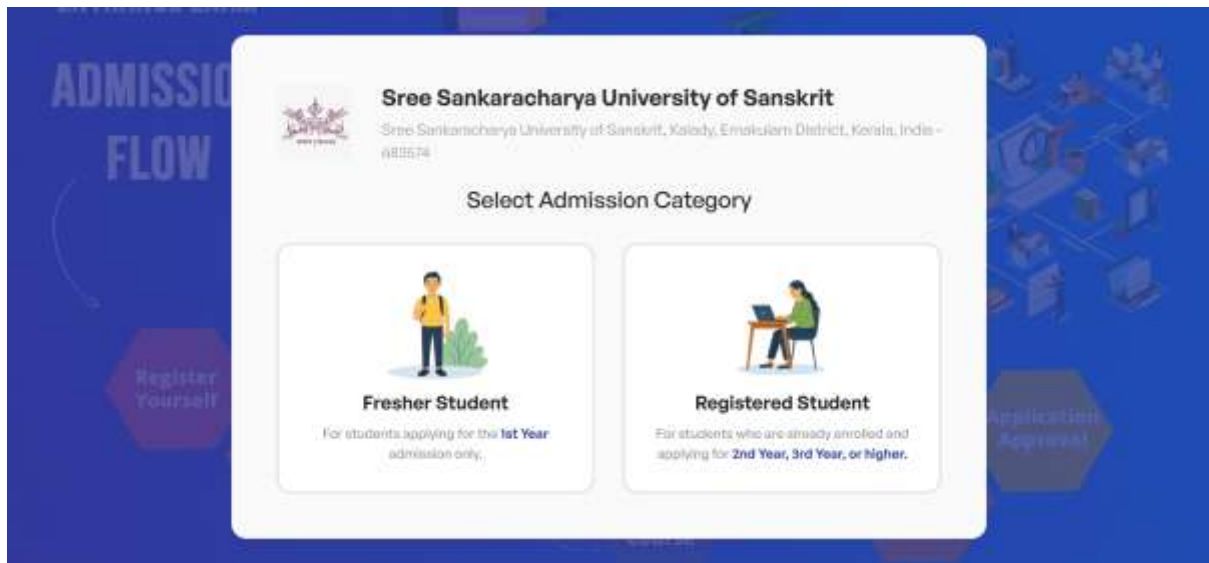 ENTRANCE EXAM
ADMISSIO
FLOW
Sree Sankaracharya University of Sanskrit
Sree Sankaracharya University of Sanskrit, Kalady, Ernakulam District, Kerala, India -
683574
Select Admission Category
Fresher Student
For students applying for the 1st Year
admission only.
Registered Student
For students who are already enrolled and
applying for 2nd Year, 3rd Year, or higher.
Register
Yourself
Application
Approval